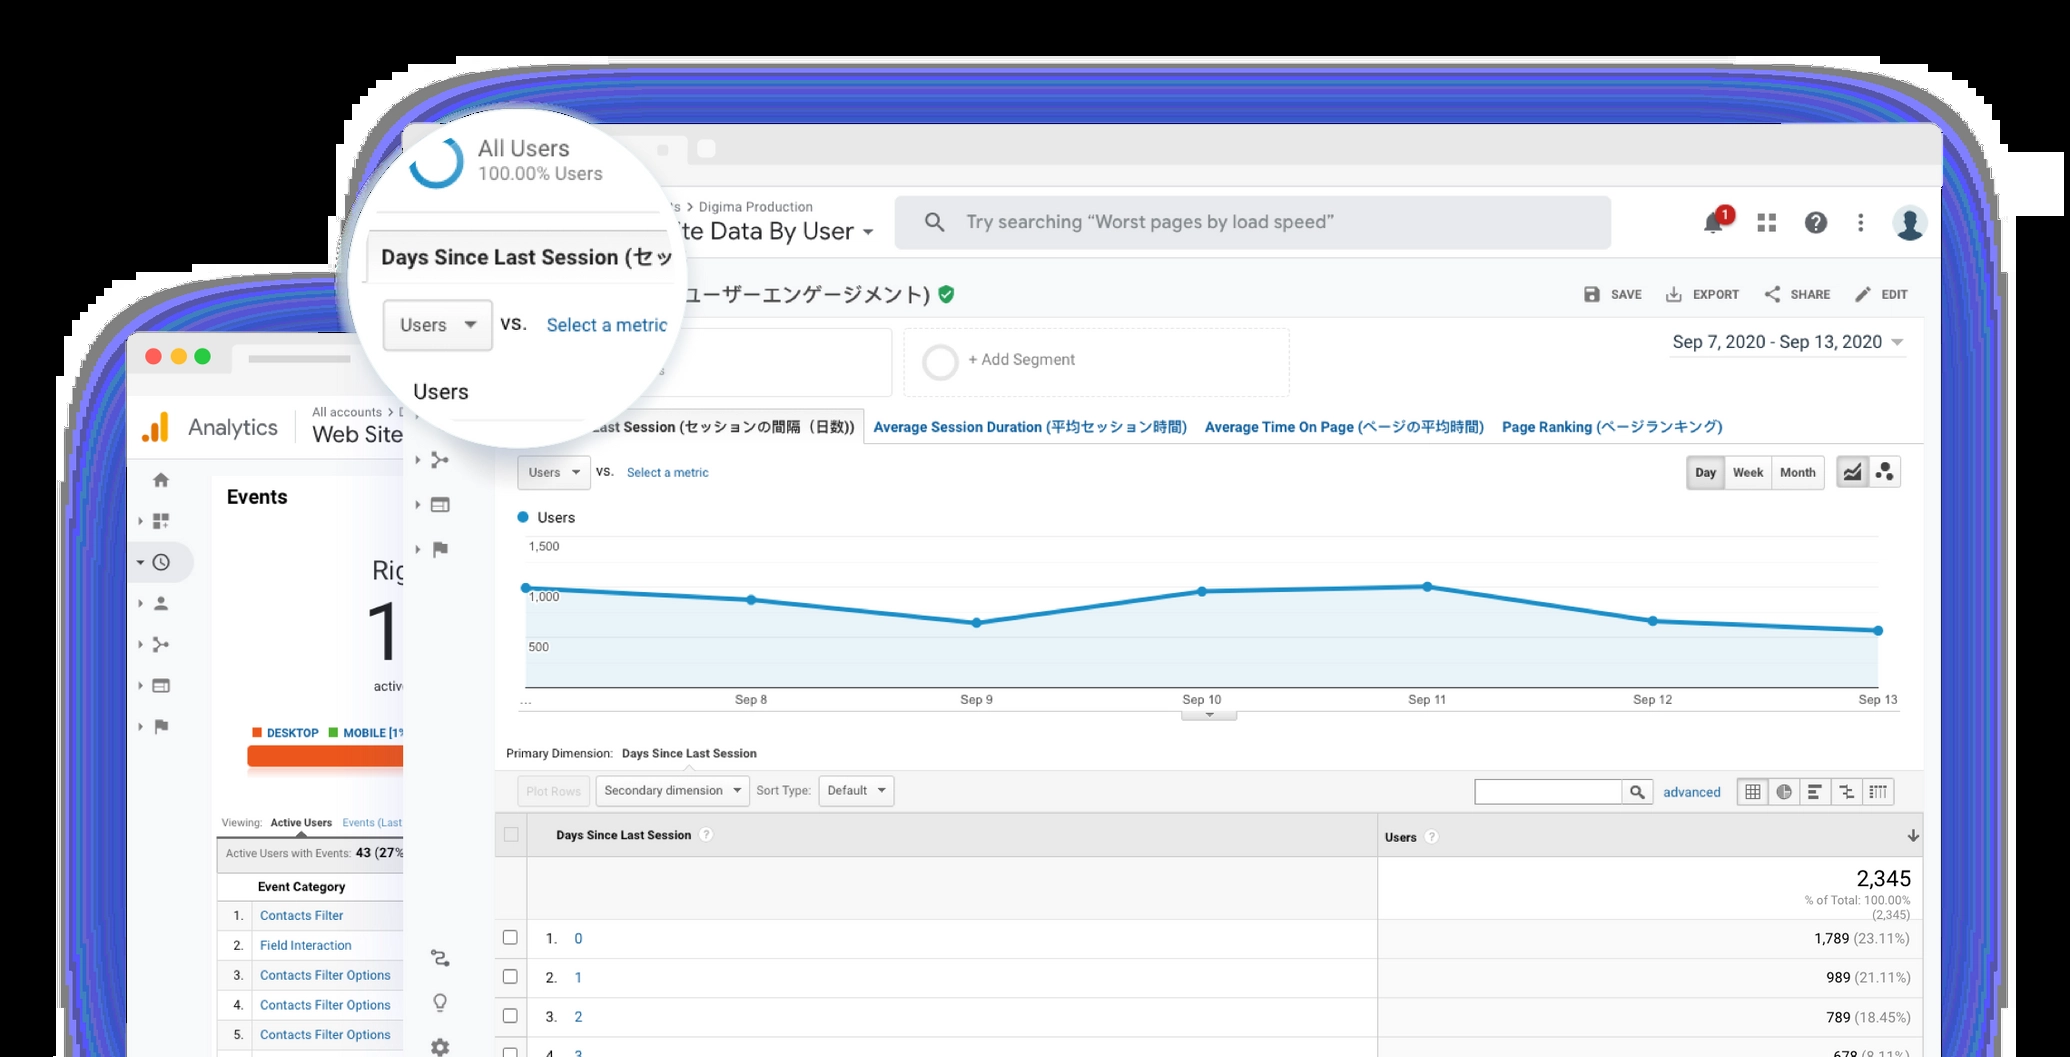 All Users
100.00% Users
Days Since Last Session (セッ
Users vs. Select a metric
Users
Digima Production
te Data By User
Try searching “Worst pages by load speed”
1
ユーザーエンゲージメント)
SAVE EXPORT SHARE EDIT
+ Add Segment
Sep 7, 2020 - Sep 13, 2020
Last Session (セッションの間隔（日数)) Average Session Duration (平均セッション時間) Average Time On Page (ページの平均時間) Page Ranking (ページランキング)
Users vs. Select a metric
Day Week Month
Users
1,500
1,000
500
... Sep 8 Sep 9 Sep 10 Sep 11 Sep 12 Sep 13
Primary Dimension: Days Since Last Session
Plot Rows Secondary dimension Sort Type: Default
advanced
Days Since Last Session ? Users ?
2,345
% of Total: 100.00%
(2,345)
1. 0 1,789 (23.11%)
2. 1 989 (21.11%)
3. 2 789 (18.45%)
4. 3 678 (8.11%)
Analytics
All accounts >
Web Site
Events
Rig
1
activ
DESKTOP MOBILE [1%
Viewing: Active Users Events (Last
Active Users with Events: 43 (27%
Event Category
1. Contacts Filter
2. Field Interaction
3. Contacts Filter Options
4. Contacts Filter Options
5. Contacts Filter Options